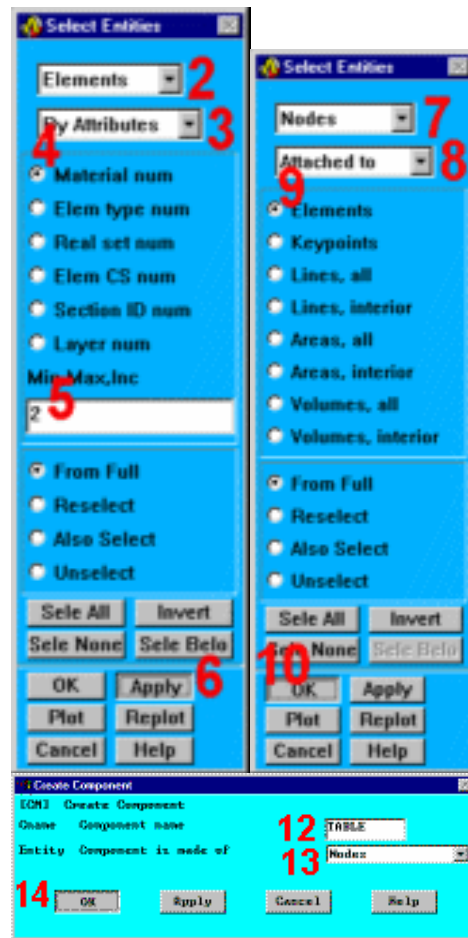 Select Entities
Elements 2
By Attributes 3
4
Material num
Elem type num
Real set num
Elem CS num
Section ID num
Layer num
Min,Max,Inc
5
2
From Full
Reselect
Also Select
Unselect
Sele All Invert
Sele None Sele Belo
OK Apply 6
Plot Replot
Cancel Help
Select Entities
Nodes 7
Attached to 8
9
Elements
Keypoints
Lines, all
Lines, interior
Areas, all
Areas, interior
Volumes, all
Volumes, interior
From Full
Reselect
Also Select
Unselect
Sele All Invert
Sele None Sele Belo
10
OK Apply
Plot Replot
Cancel Help
Create Component
[CM] Create Component
Cname Component name 12 TABLE
Entity Component is made of 13 Nodes
14 OK Apply Cancel Help